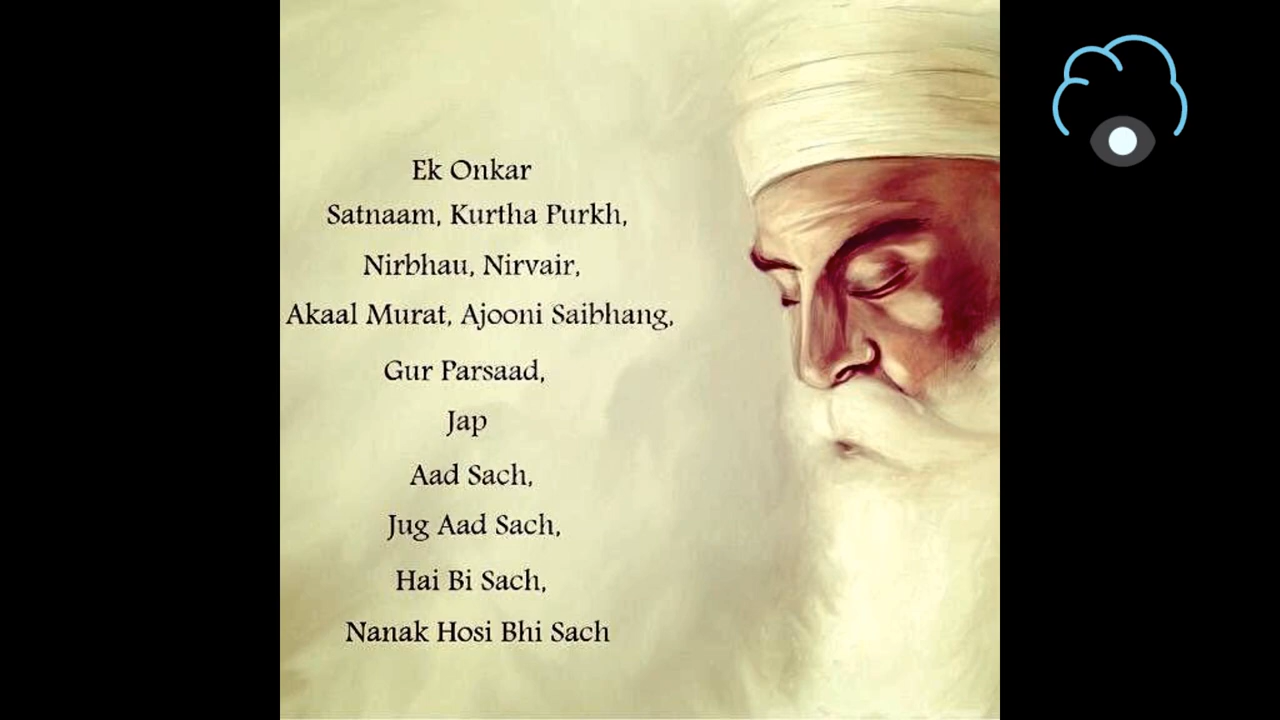 Ek Onkar
Satnaam, Kurtha Purkh,
Nirbhau, Nirvair,
Akaal Murat, Ajooni Saibhang,
Gur Parsaad,
Jap
Aad Sach,
Jug Aad Sach,
Hai Bi Sach,
Nanak Hosi Bhi Sach